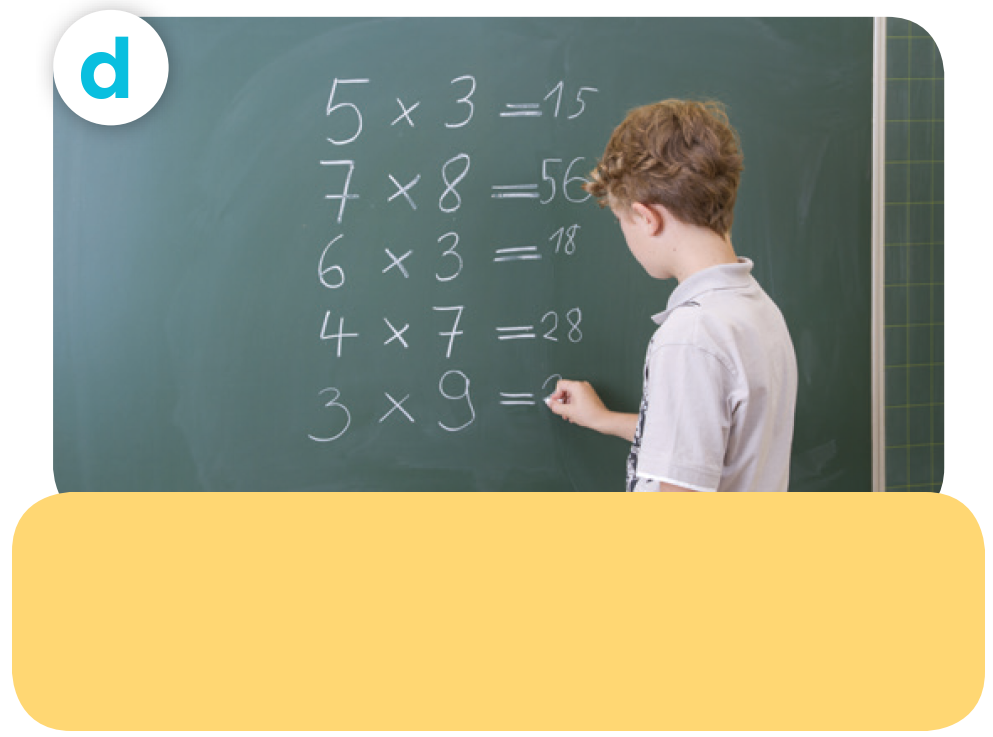 d
5 × 3 = 15
7 × 8 = 56
6 × 3 = 18
4 × 7 = 28
3 × 9 =